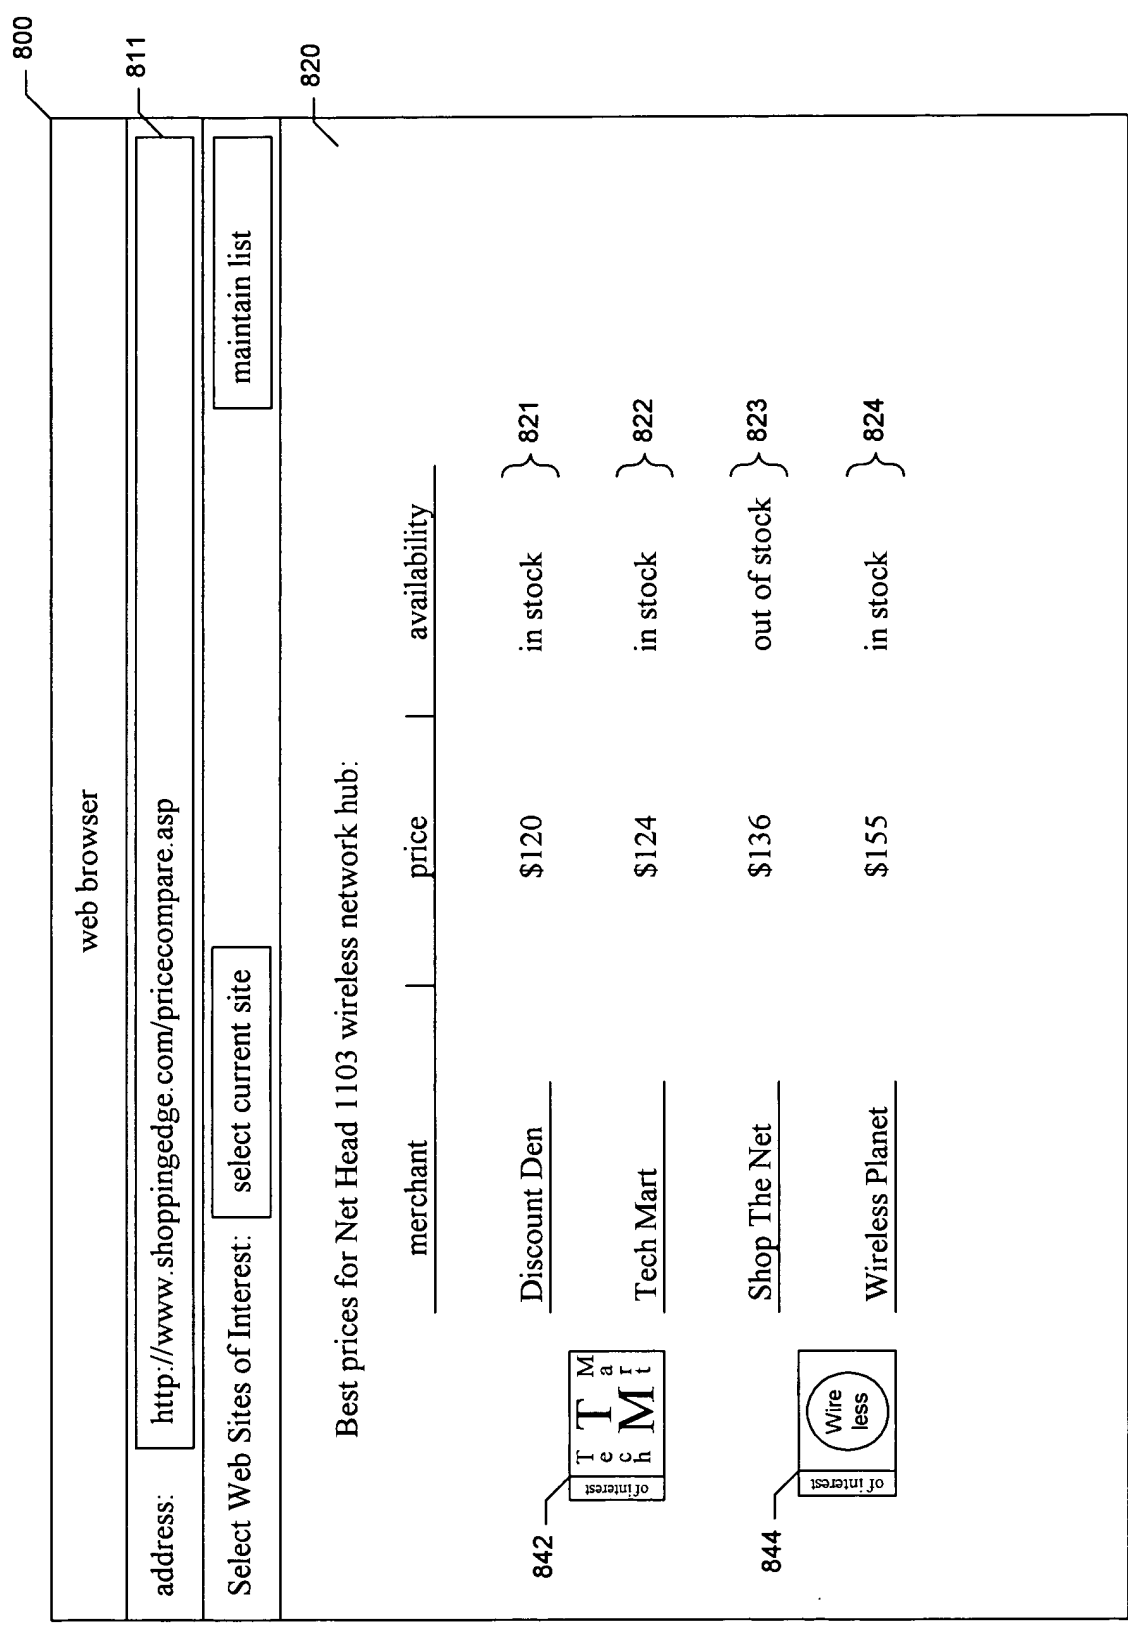 800
web browser
811
address: http://www.shoppingedge.com/pricecompare.asp
Select Web Sites of Interest: select current site maintain list
820
Best prices for Net Head 1103 wireless network hub:
merchant price availability
Discount Den $120 in stock 821
842
of interest Tech TM Mart
Tech Mart $124 in stock 822
Shop The Net $136 out of stock 823
844
of interest Wire less
Wireless Planet $155 in stock 824